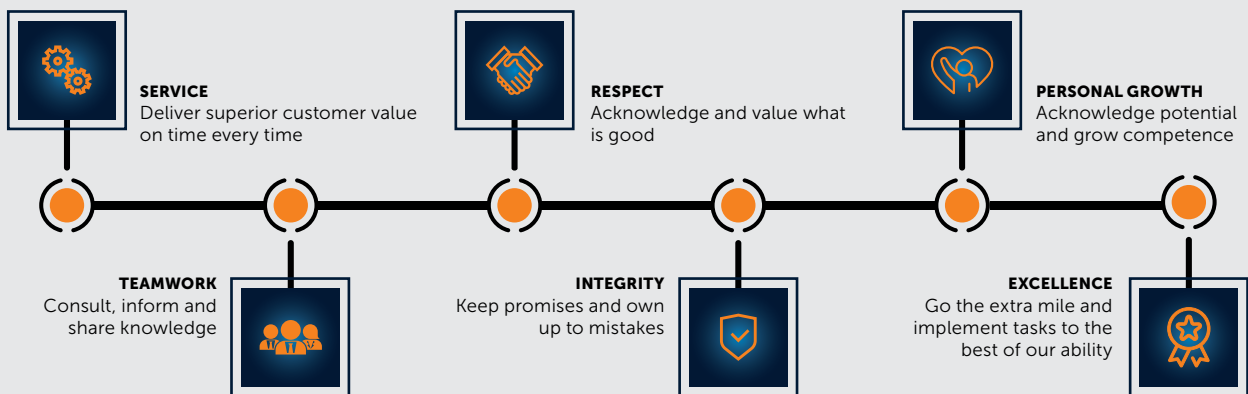 SERVICE
Deliver superior customer value
on time every time
RESPECT
Acknowledge and value what
is good
PERSONAL GROWTH
Acknowledge potential
and grow competence
TEAMWORK
Consult, inform and
share knowledge
INTEGRITY
Keep promises and own
up to mistakes
EXCELLENCE
Go the extra mile and
implement tasks to the
best of our ability